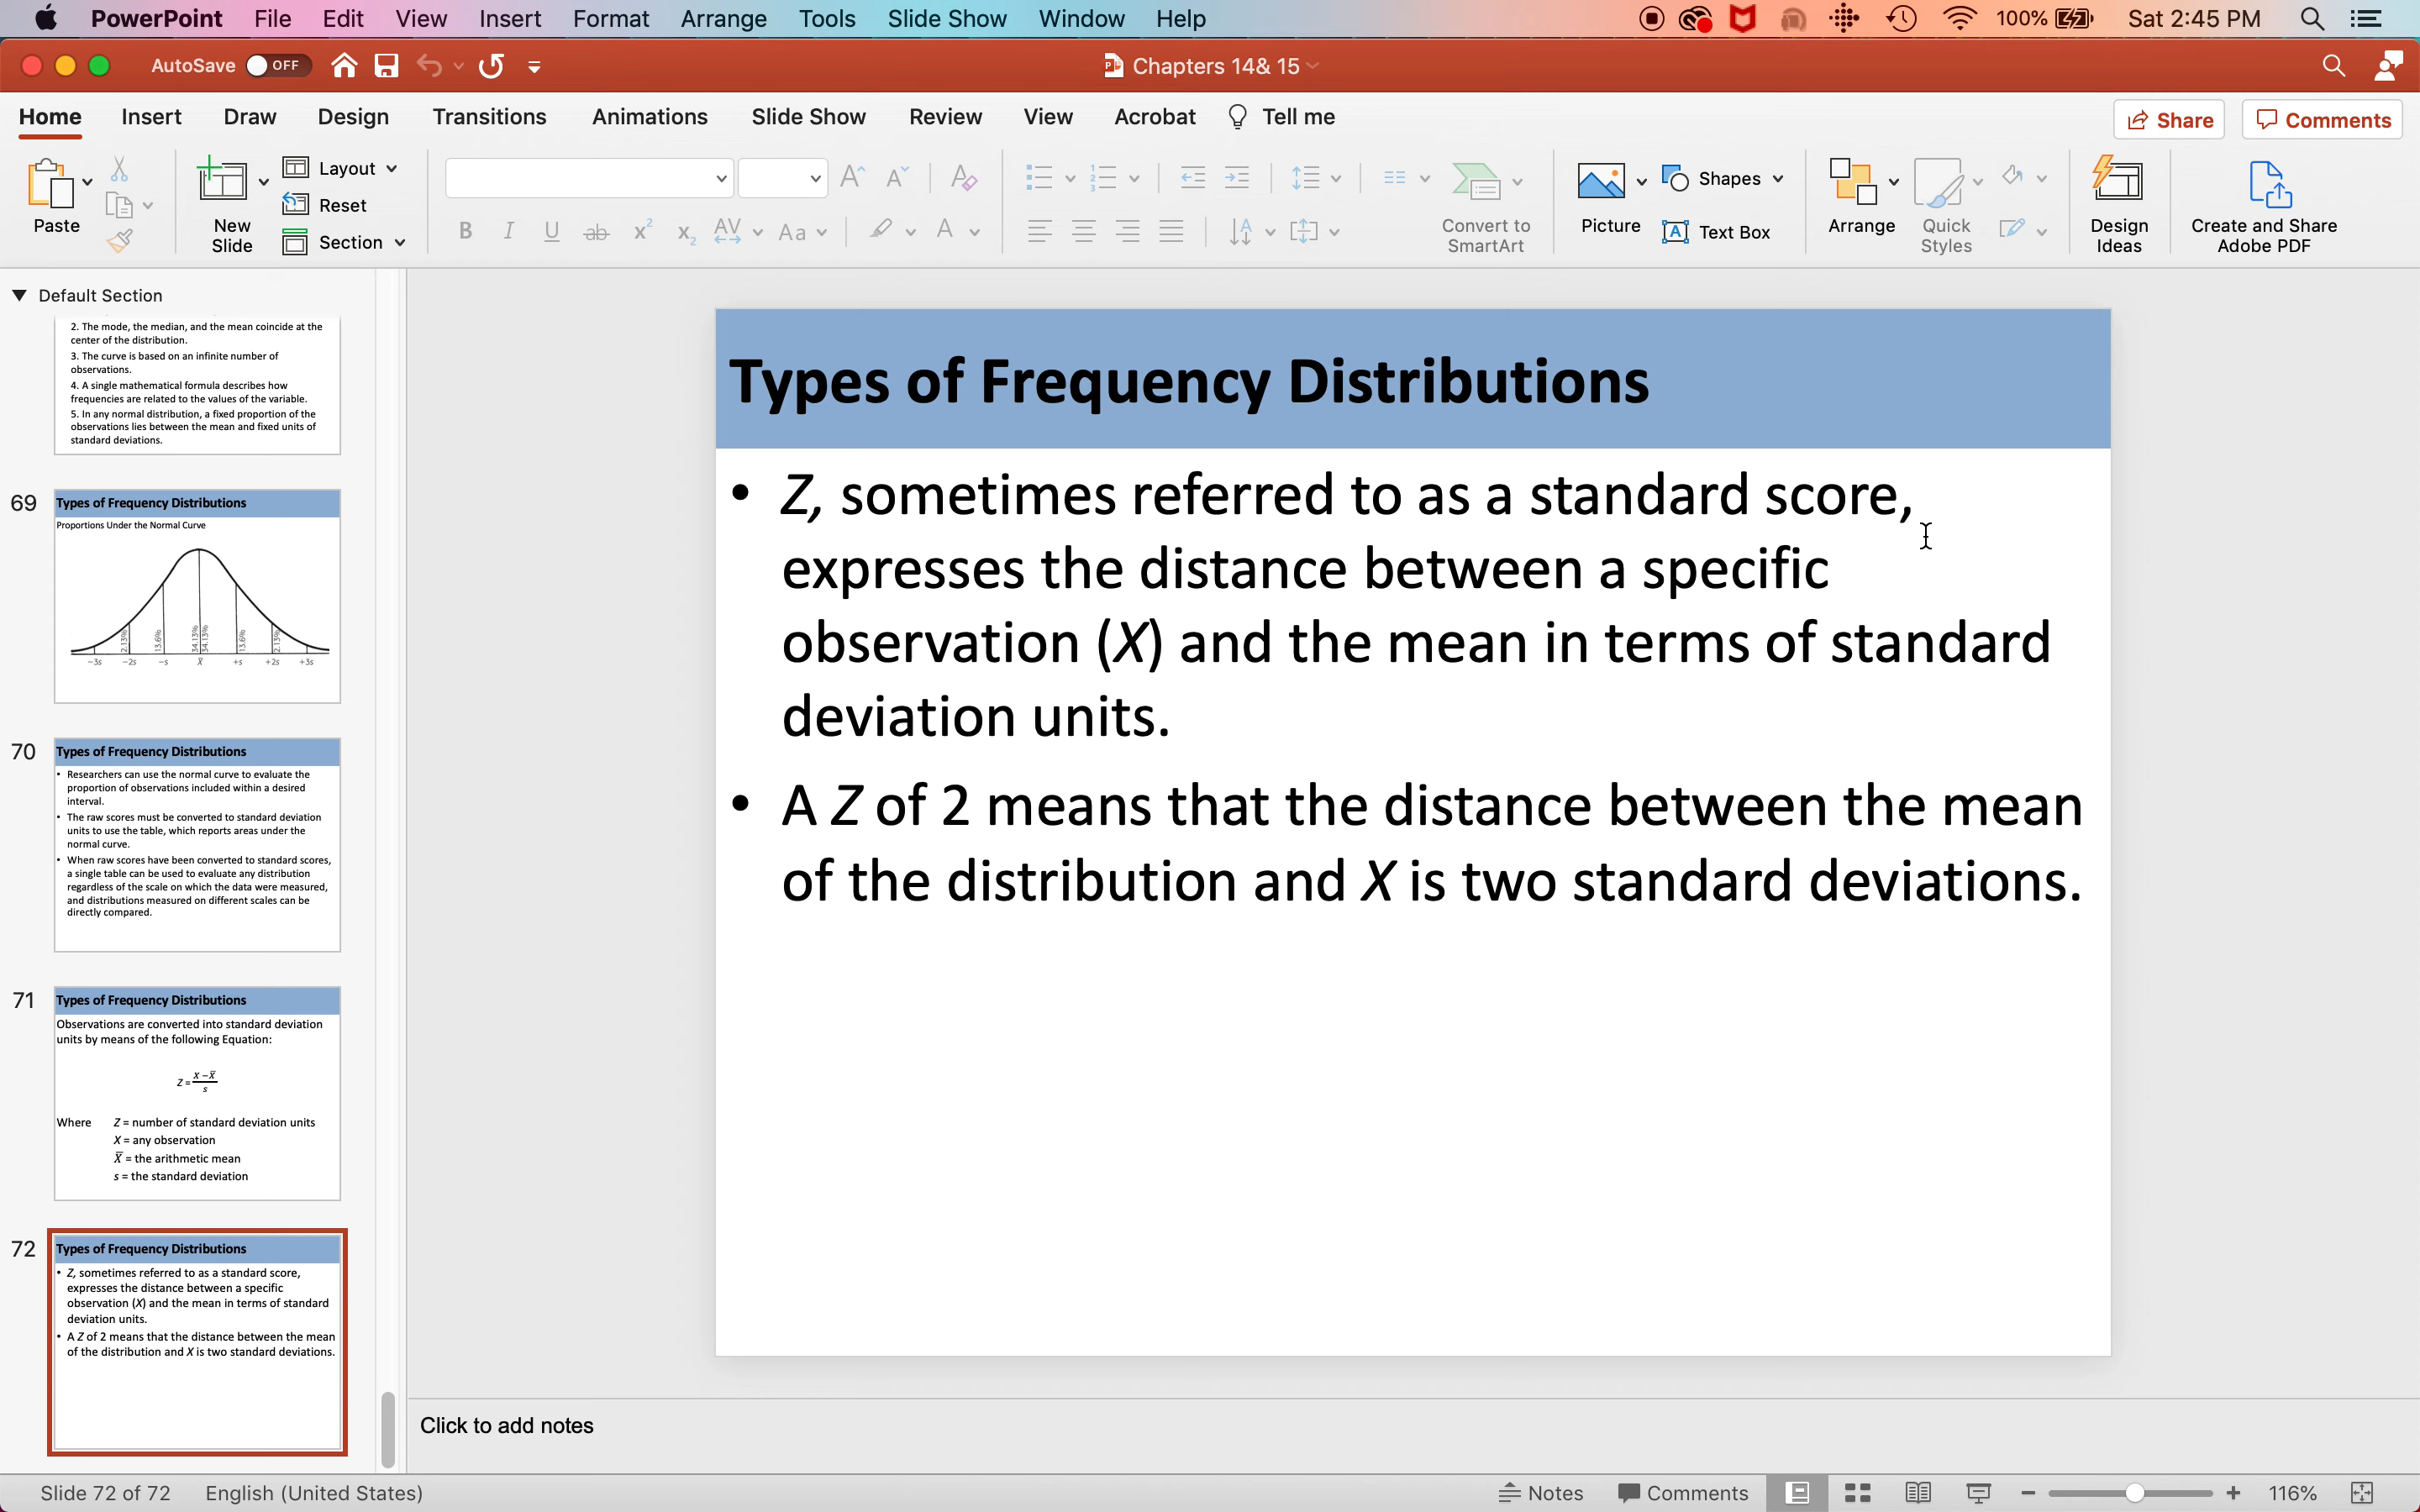 PowerPoint File Edit View Insert Format Arrange Tools Slide Show Window Help 100% Sat 2:45 PM
AutoSave OFF Chapters 14& 15
Home Insert Draw Design Transitions Animations Slide Show Review View Acrobat Tell me Share Comments
Paste
New
Slide
Layout
Reset
Section
Convert to
SmartArt
Picture
Shapes
Text Box
Arrange
Quick
Styles
Design
Ideas
Create and Share
Adobe PDF
Default Section
2. The mode, the median, and the mean coincide at the
center of the distribution.
3. The curve is based on an infinite number of
observations.
4. A single mathematical formula describes how
frequencies are related to the values of the variable.
5. In any normal distribution, a fixed proportion of the
observations lies between the mean and fixed units of
standard deviations.
69
Types of Frequency Distributions
Proportions Under the Normal Curve
2.13% 13.6% 34.13% 34.13% 13.6% 2.13%
−3s −2s −s X̅ +s +2s +3s
70
Types of Frequency Distributions
• Researchers can use the normal curve to evaluate the
proportion of observations included within a desired
interval.
• The raw scores must be converted to standard deviation
units to use the table, which reports areas under the
normal curve.
• When raw scores have been converted to standard scores,
a single table can be used to evaluate any distribution
regardless of the scale on which the data were measured,
and distributions measured on different scales can be
directly compared.
71
Types of Frequency Distributions
Observations are converted into standard deviation
units by means of the following Equation:
Z = X − X̅
s
Where Z = number of standard deviation units
X = any observation
X̅ = the arithmetic mean
s = the standard deviation
72
Types of Frequency Distributions
• Z, sometimes referred to as a standard score,
expresses the distance between a specific
observation (X) and the mean in terms of standard
deviation units.
• A Z of 2 means that the distance between the mean
of the distribution and X is two standard deviations.
Types of Frequency Distributions
• Z, sometimes referred to as a standard score,
expresses the distance between a specific
observation (X) and the mean in terms of standard
deviation units.
• A Z of 2 means that the distance between the mean
of the distribution and X is two standard deviations.
Click to add notes
Slide 72 of 72 English (United States) Notes Comments 116%